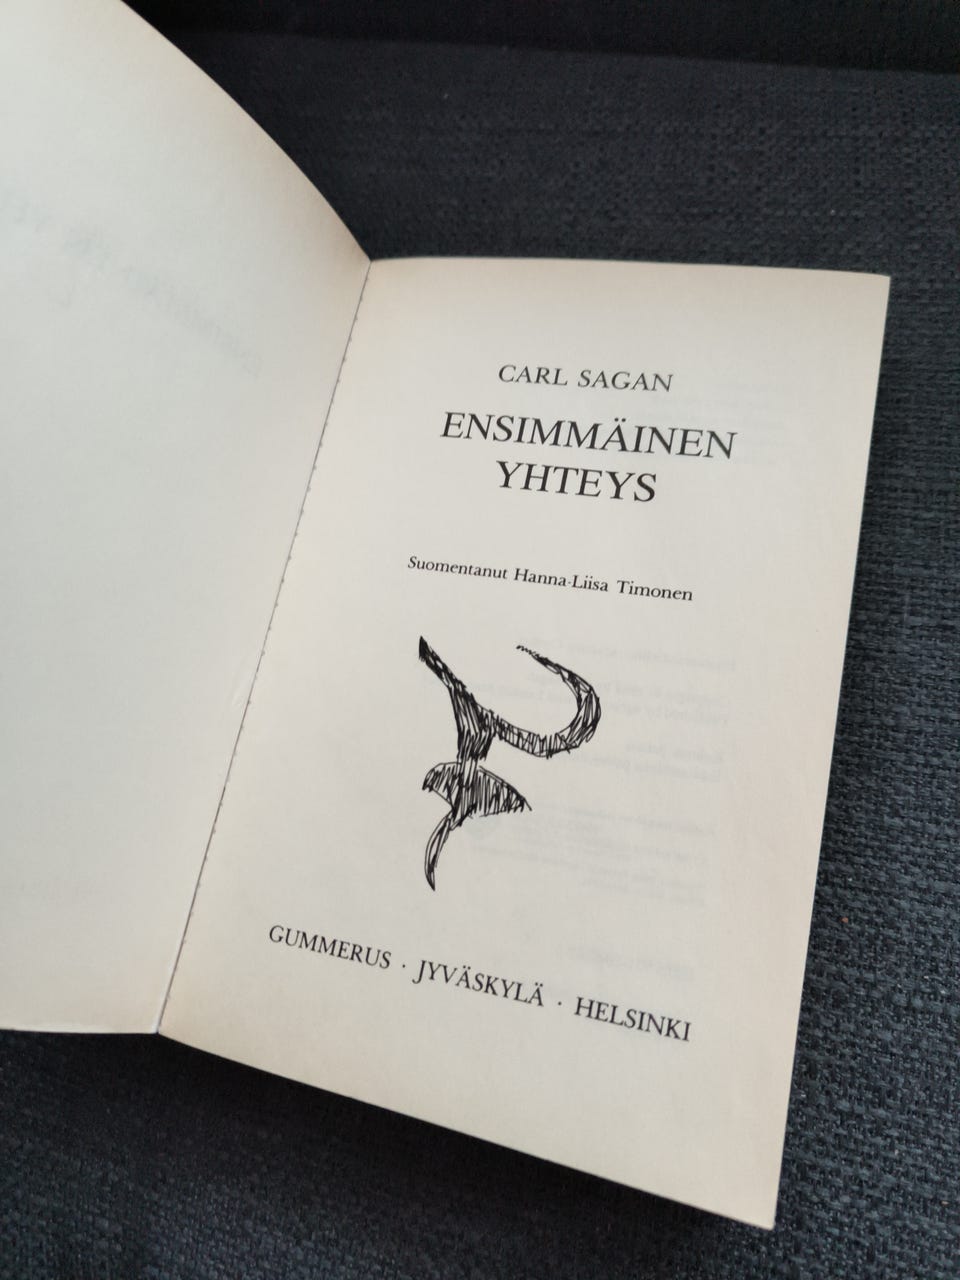 CARL SAGAN
ENSIMMÄINEN
YHTEYS
Suomentanut Hanna-Liisa Timonen
GUMMERUS · JYVÄSKYLÄ · HELSINKI